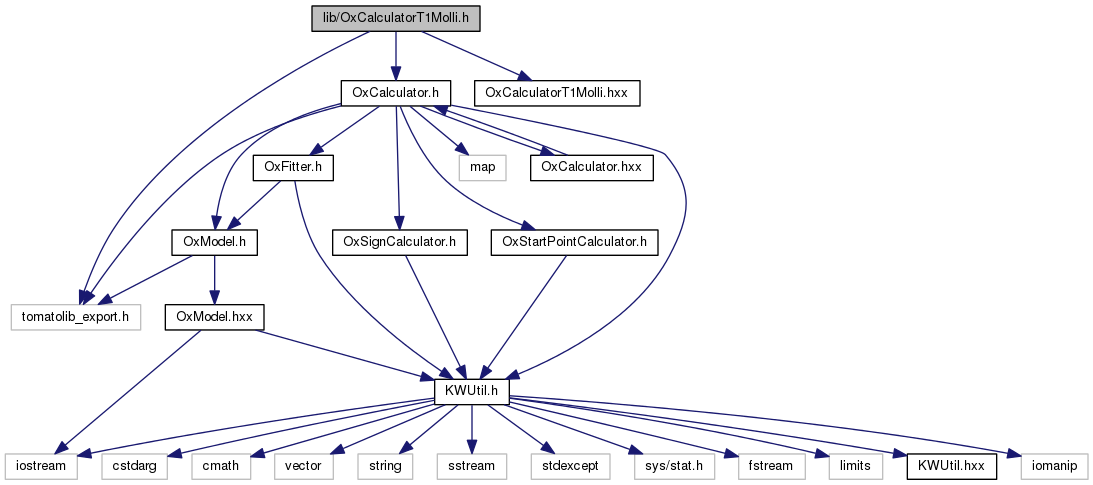 lib/OxCalculatorT1Molli.h
OxCalculator.h
OxCalculatorT1Molli.hxx
OxFitter.h
map
OxCalculator.hxx
OxModel.h
OxSignCalculator.h
OxStartPointCalculator.h
tomatolib_export.h
OxModel.hxx
KWUtil.h
iostream
cstdarg
cmath
vector
string
sstream
stdexcept
sys/stat.h
fstream
limits
KWUtil.hxx
iomanip